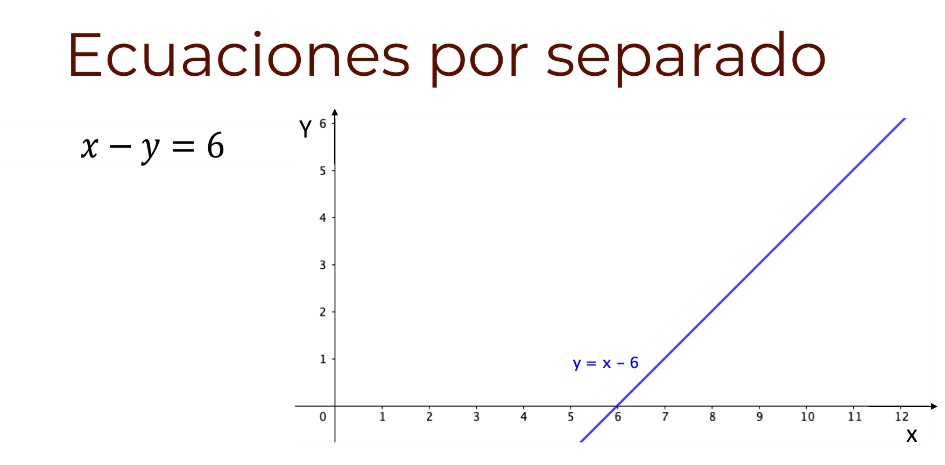 Ecuaciones por separado
x − y = 6
Y
6
5
4
3
2
1
y = x − 6
0 1 2 3 4 5 6 7 8 9 10 11 12
X